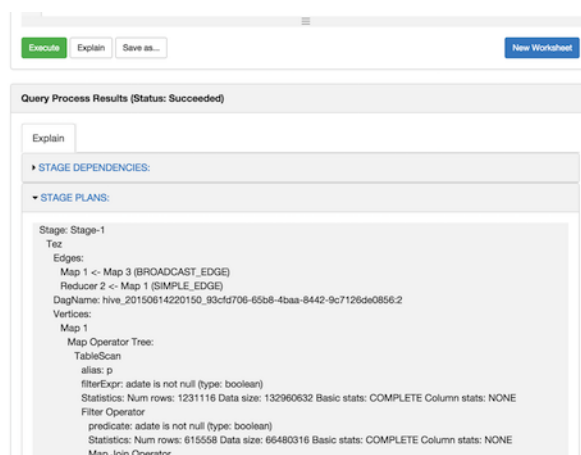 Execute Explain Save as... New Worksheet
Query Process Results (Status: Succeeded)
Explain
STAGE DEPENDENCIES:
STAGE PLANS:
Stage: Stage-1
Tez
Edges:
Map 1 <- Map 3 (BROADCAST_EDGE)
Reducer 2 <- Map 1 (SIMPLE_EDGE)
DagName: hive_20150614220150_93cfd706-65b8-4baa-8442-9c7126de0856:2
Vertices:
Map 1
Map Operator Tree:
TableScan
alias: p
filterExpr: adate is not null (type: boolean)
Statistics: Num rows: 1231116 Data size: 132960632 Basic stats: COMPLETE Column stats: NONE
Filter Operator
predicate: adate is not null (type: boolean)
Statistics: Num rows: 615558 Data size: 66480316 Basic stats: COMPLETE Column stats: NONE
Map Join Operator